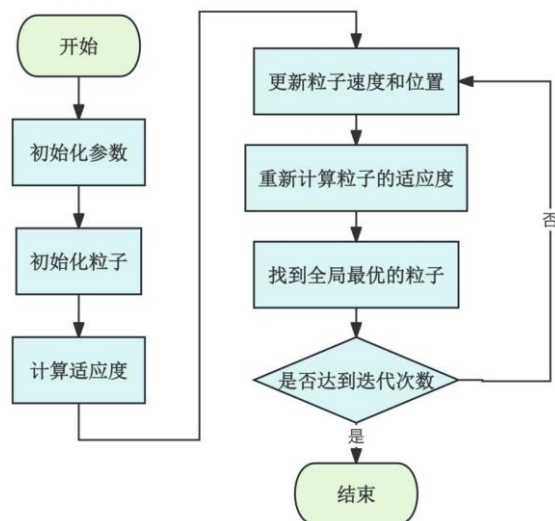 开始
初始化参数
初始化粒子
计算适应度
更新粒子速度和位置
重新计算粒子的适应度
找到全局最优的粒子
是否达到迭代次数
否
是
结束